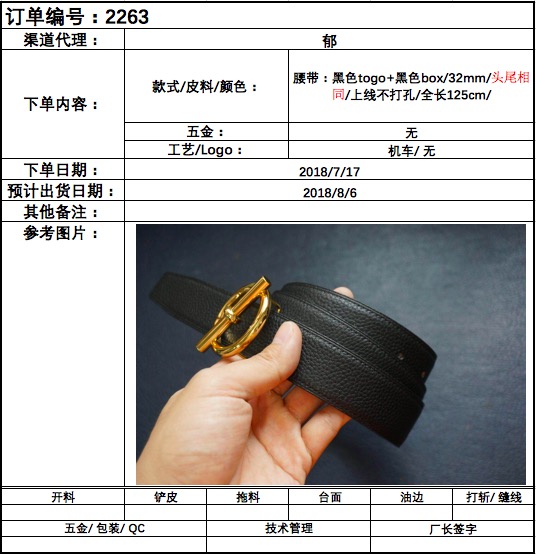 订单编号：2263
渠道代理：
郁
下单内容：
款式/皮料/颜色：
腰带：黑色togo+黑色box/32mm/头尾相
同/上线不打孔/全长125cm/
五金：
无
工艺/Logo：
机车/ 无
下单日期：
2018/7/17
预计出货日期：
2018/8/6
其他备注：
参考图片：
开料
铲皮
拖料
台面
油边
打斩/ 缝线
五金/ 包装/ QC
技术管理
厂长签字